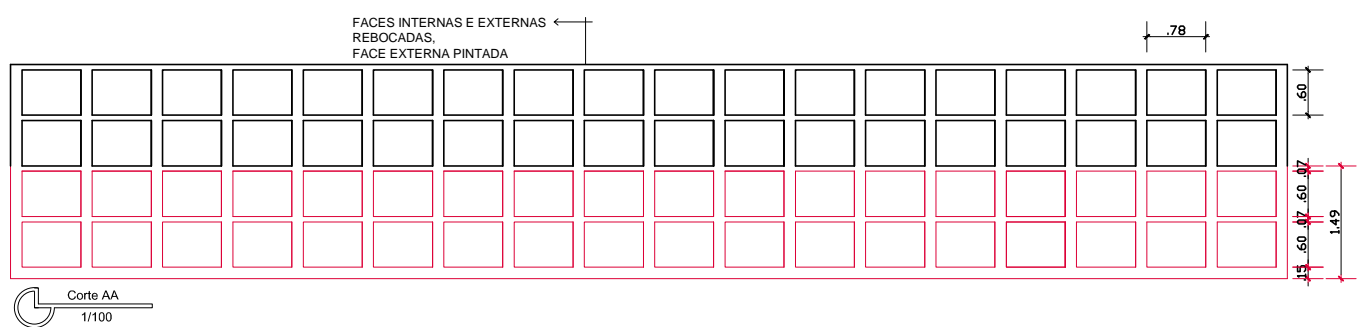 FACES INTERNAS E EXTERNAS
REBOCADAS,
FACE EXTERNA PINTADA
.78
.60
.07
.60
.07
.60
.15
1.49
Corte AA
1/100